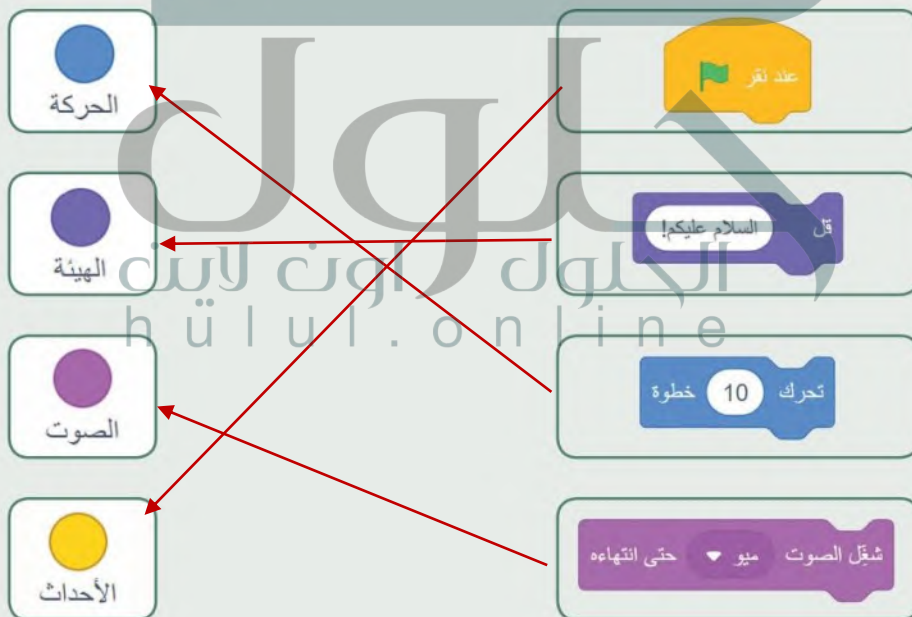 عند نقر
الحركة
قل السلام عليكم!
الهيئة
تحرك 10 خطوة
الصوت
شغّل الصوت ميو حتى انتهاءه
الأحداث
حلول
الحلول اون لاين
hülul.online